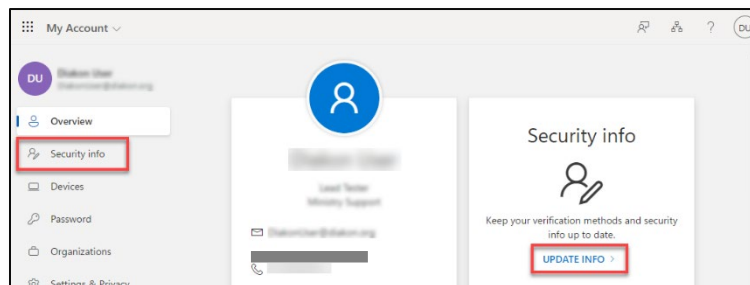 My Account
DU
DU
Overview
Security info
Devices
Password
Organizations
Settings & Privacy
Lead Tester
Ministry Support
Security info
Keep your verification methods and security
info up to date.
UPDATE INFO >